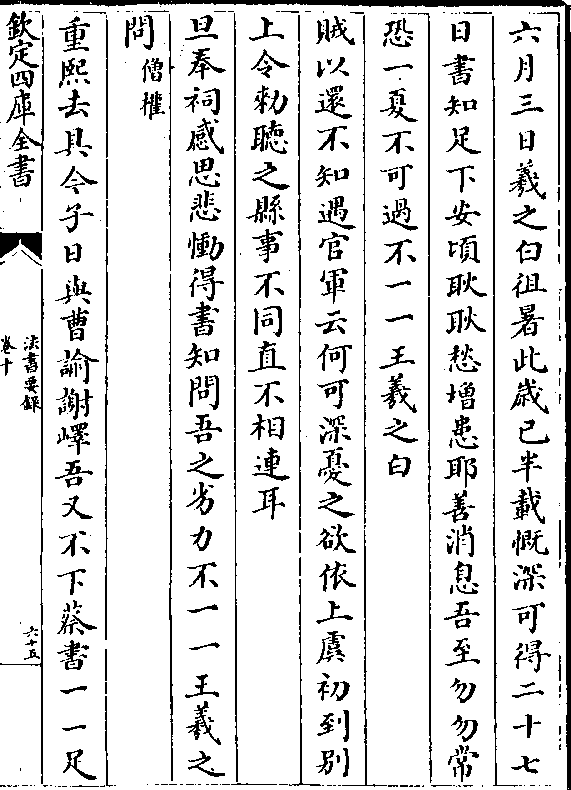 六月三日羲之白徂暑此歲已半載慨深可得二十七
日書知足下安頃耿耿愁增患耶善消息吾至勿勿常
恐一夏不可過不一一王羲之白
賊以還不知遇官軍云何可深憂之欲依上虞初到别
上令勑聽之縣事不同直不相連耳
旦奉祠感思悲慟得書知問吾之劣力不一一王羲之
問僧權
重熙去具今子日與曹諭謝嶧吾又不下蔡書一一足
欽定四庫全書
法書要録
卷十
六十五